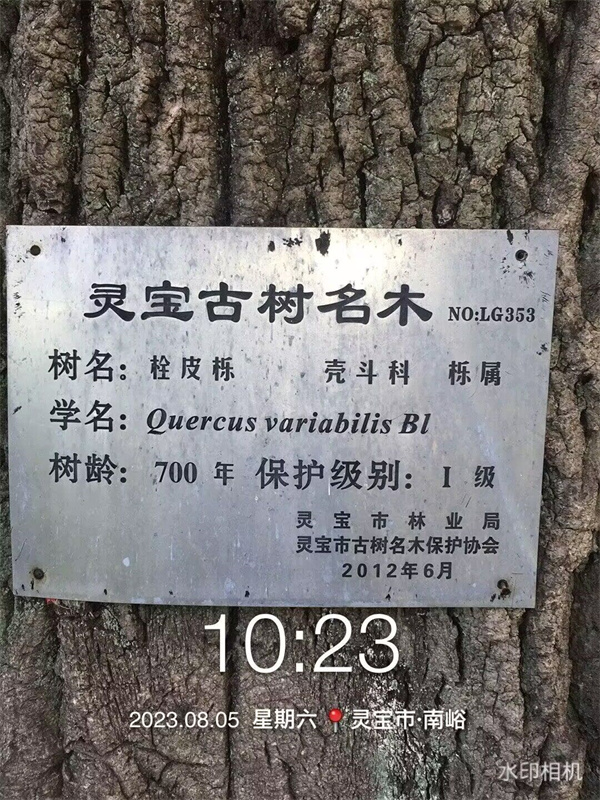 灵宝古树名木 NO:LG353
树名: 栓皮栎 壳斗科 栎属
学名: Quercus variabilis Bl
树龄: 700 年 保护级别: I 级
灵宝市林业局
灵宝市古树名木保护协会
2012年6月
10:23
2023.08.05 星期六 灵宝市·南峪
水印相机